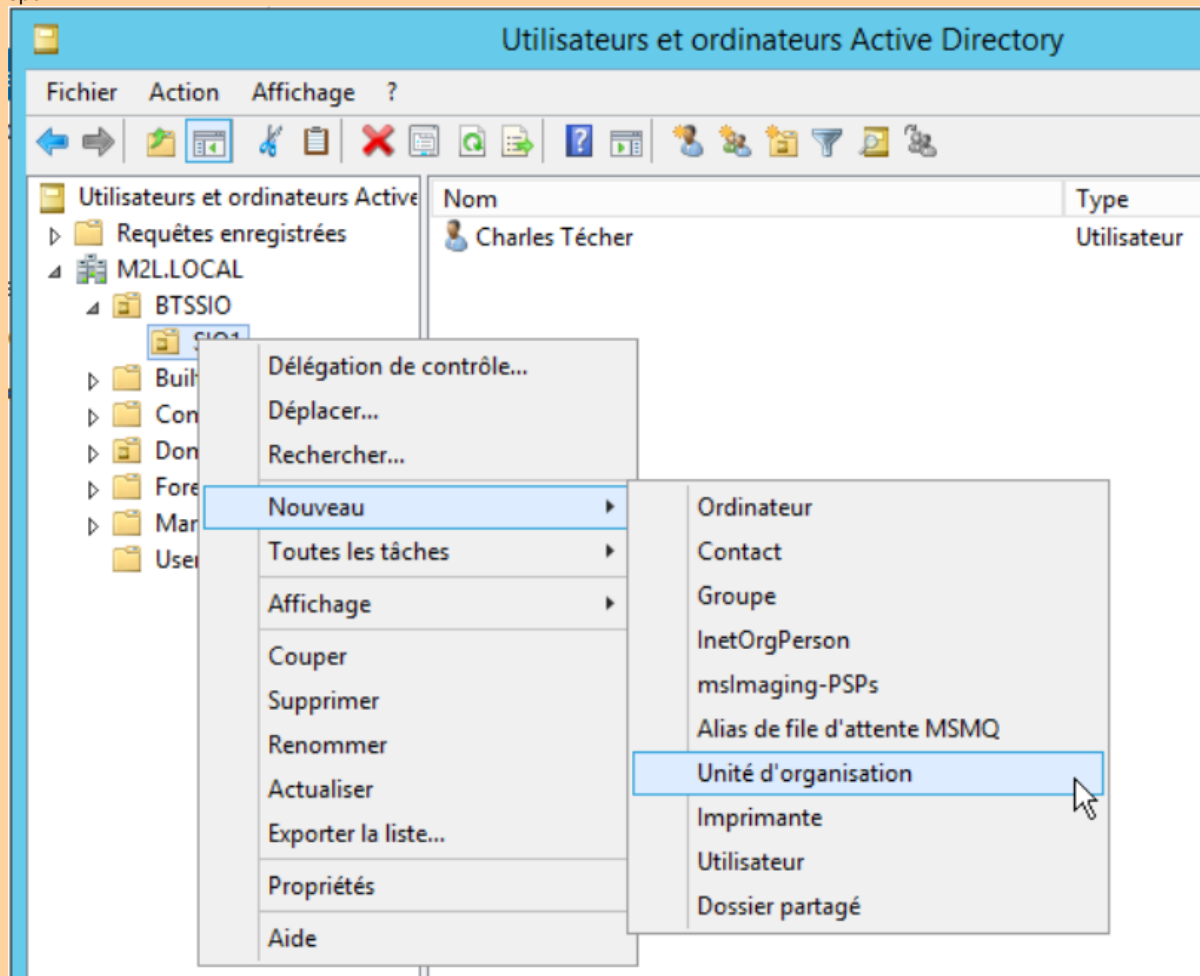 Utilisateurs et ordinateurs Active Directory
Fichier Action Affichage ?
Utilisateurs et ordinateurs Active
Requêtes enregistrées
M2L.LOCAL
BTSSIO
SIO1
Nom Type
Charles Técher Utilisateur
Délégation de contrôle...
Déplacer...
Rechercher...
Nouveau
Toutes les tâches
Affichage
Couper
Supprimer
Renommer
Actualiser
Exporter la liste...
Propriétés
Aide
Ordinateur
Contact
Groupe
InetOrgPerson
msImaging-PSPs
Alias de file d'attente MSMQ
Unité d'organisation
Imprimante
Utilisateur
Dossier partagé